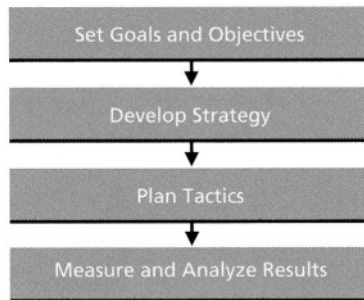 Set Goals and Objectives
Develop Strategy
Plan Tactics
Measure and Analyze Results